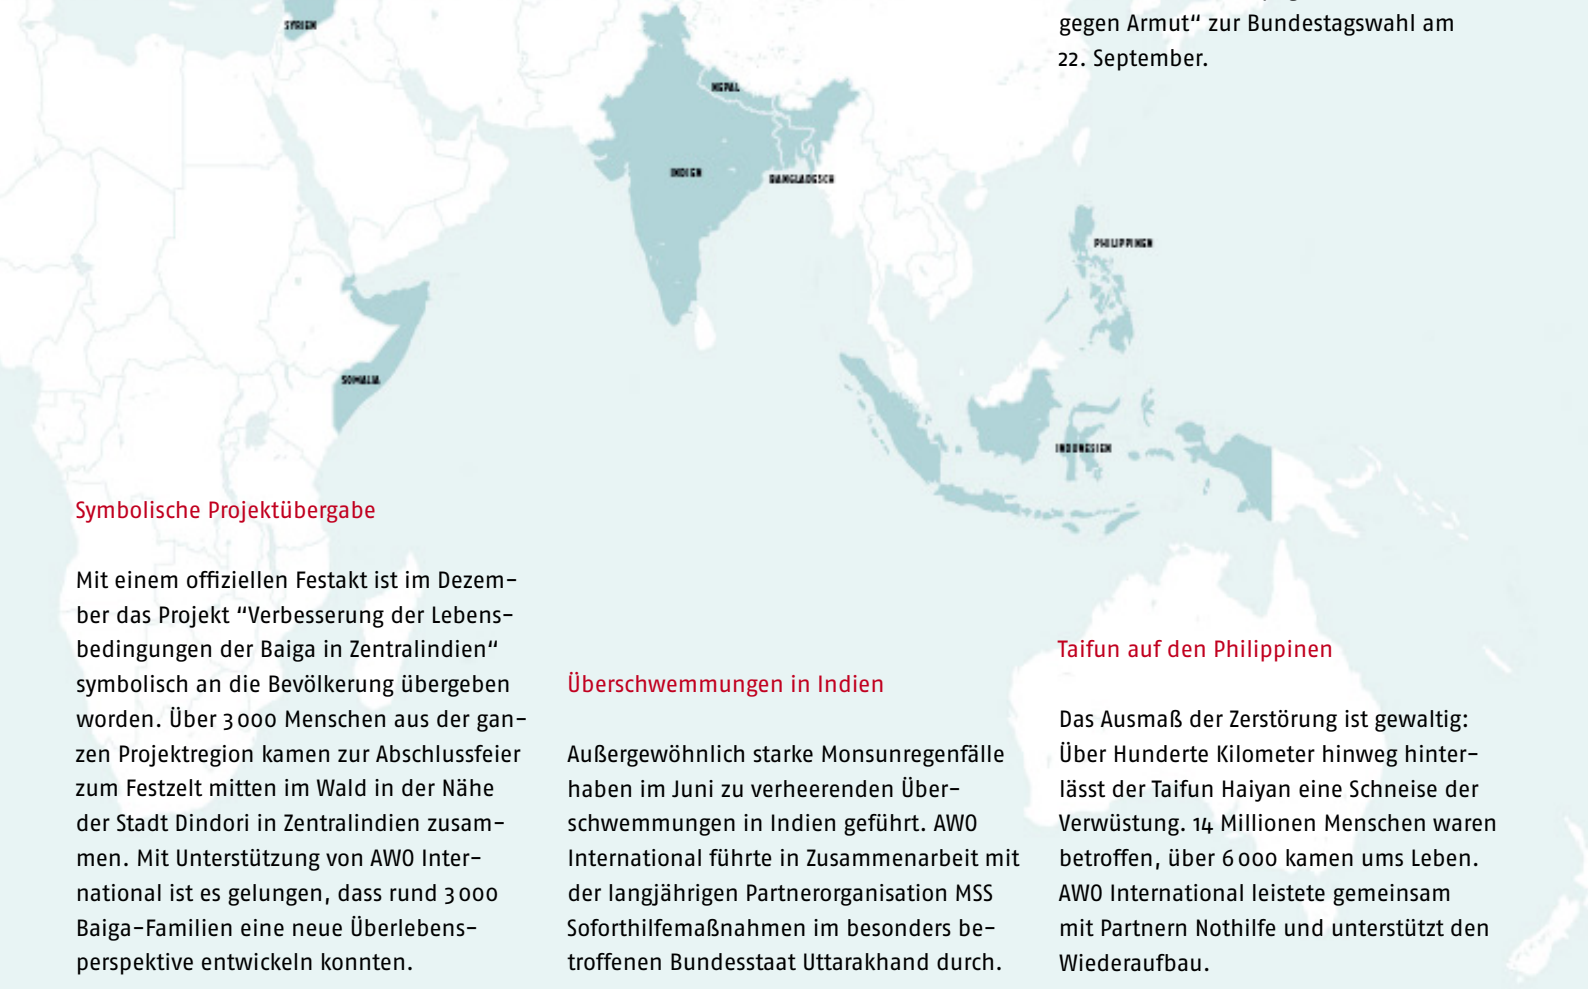 gegen Armut“ zur Bundestagswahl am
22. September.
SYRIEN
NEPAL
INDIEN
BANGLADESCH
PHILIPPINEN
SOMALIA
INDONESIEN
Symbolische Projektübergabe
Mit einem offiziellen Festakt ist im Dezem-
ber das Projekt “Verbesserung der Lebens-
bedingungen der Baiga in Zentralindien“
symbolisch an die Bevölkerung übergeben
worden. Über 3 000 Menschen aus der gan-
zen Projektregion kamen zur Abschlussfeier
zum Festzelt mitten im Wald in der Nähe
der Stadt Dindori in Zentralindien zusam-
men. Mit Unterstützung von AWO Inter-
national ist es gelungen, dass rund 3 000
Baiga-Familien eine neue Überlebens-
perspektive entwickeln konnten.
Überschwemmungen in Indien
Außergewöhnlich starke Monsunregenfälle
haben im Juni zu verheerenden Über-
schwemmungen in Indien geführt. AWO
International führte in Zusammenarbeit mit
der langjährigen Partnerorganisation MSS
Soforthilfemaßnahmen im besonders be-
troffenen Bundesstaat Uttarakhand durch.
Taifun auf den Philippinen
Das Ausmaß der Zerstörung ist gewaltig:
Über Hunderte Kilometer hinweg hinter-
lässt der Taifun Haiyan eine Schneise der
Verwüstung. 14 Millionen Menschen waren
betroffen, über 6 000 kamen ums Leben.
AWO International leistete gemeinsam
mit Partnern Nothilfe und unterstützt den
Wiederaufbau.